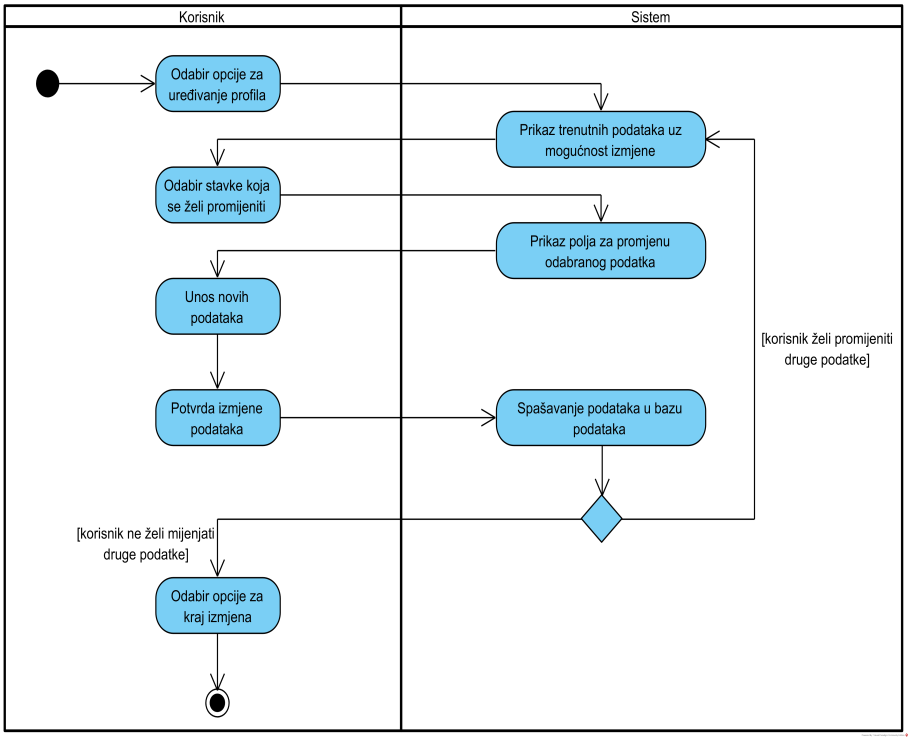 Korisnik
Sistem
Odabir opcije za
uređivanje profila
Prikaz trenutnih podataka uz
mogućnost izmjene
Odabir stavke koja
se želi promijeniti
Prikaz polja za promjenu
odabranog podatka
Unos novih
podataka
[korisnik želi promijeniti
druge podatke]
Potvrda izmjene
podataka
Spašavanje podataka u bazu
podataka
[korisnik ne želi mijenjati
druge podatke]
Odabir opcije za
kraj izmjena